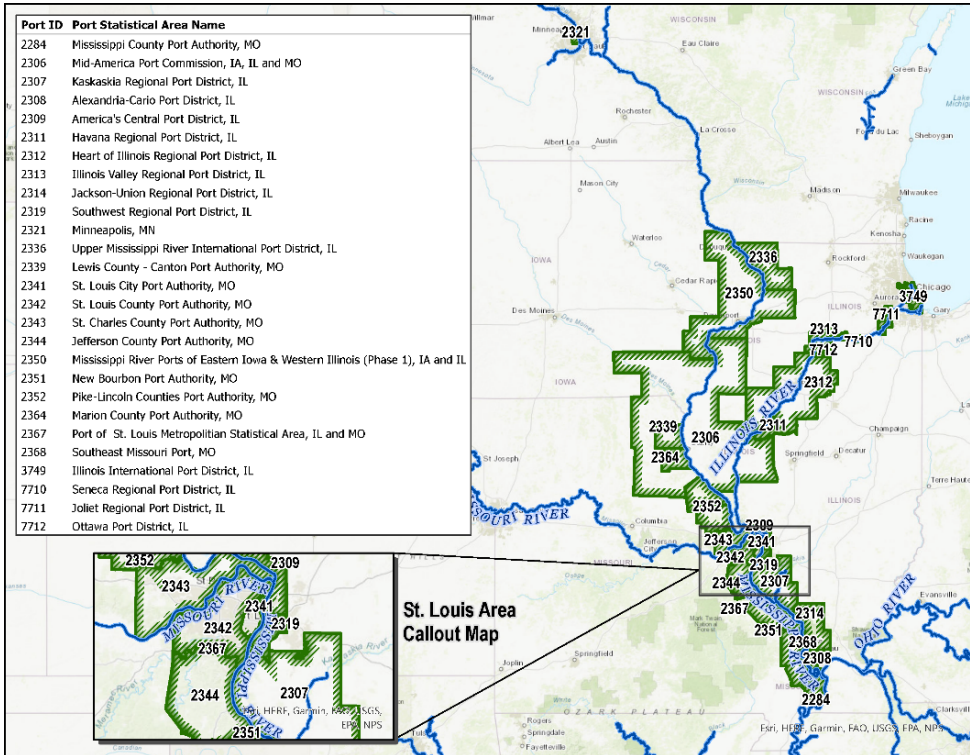 Port ID Port Statistical Area Name
2284 Mississippi County Port Authority, MO
2306 Mid-America Port Commission, IA, IL and MO
2307 Kaskaskia Regional Port District, IL
2308 Alexandria-Cario Port District, IL
2309 America's Central Port District, IL
2311 Havana Regional Port District, IL
2312 Heart of Illinois Regional Port District, IL
2313 Illinois Valley Regional Port District, IL
2314 Jackson-Union Regional Port District, IL
2319 Southwest Regional Port District, IL
2321 Minneapolis, MN
2336 Upper Mississippi River International Port District, IL
2339 Lewis County - Canton Port Authority, MO
2341 St. Louis City Port Authority, MO
2342 St. Louis County Port Authority, MO
2343 St. Charles County Port Authority, MO
2344 Jefferson County Port Authority, MO
2350 Mississippi River Ports of Eastern Iowa & Western Illinois (Phase 1), IA and IL
2351 New Bourbon Port Authority, MO
2352 Pike-Lincoln Counties Port Authority, MO
2364 Marion County Port Authority, MO
2367 Port of St. Louis Metropolitian Statistical Area, IL and MO
2368 Southeast Missouri Port, MO
3749 Illinois International Port District, IL
7710 Seneca Regional Port District, IL
7711 Joliet Regional Port District, IL
7712 Ottawa Port District, IL
WISCONSIN
2321
Eau Claire
Green Bay
WISCONSIN
Rochester
La Crosse
Sheboygan
Albert Lea
Austin
Mason City
Madison
Milwaukee
Racine
Kenosha
Waterloo
2336
Rockford
Waukegan
IOWA
2350
Chicago
3749
Gary
7711
ILLINOIS
Des Moines
2313
7710
7712
IOWA
2312
2339
2306
2311
ILLINOIS RIVER
Champaign
2364
St Joseph
Springfield
Decatur
Terre Haute
ILLINOIS
2352
Columbia
2309
2343
2341
Jefferson City
2342
2319
MISSOURI
2344
2307
MISSISSIPPI RIVER
Evansville
2367
2314
2351
Mark Twain National Forest
2368
OHIO RIVER
2308
2284
Joplin
Springfield
OZARK PLATEAU
Rogers
Springdale
Fayetteville
Clarksville
Esri, HERE, Garmin, FAO, USGS, EPA, NPS
St. Louis Area
Callout Map
2352
2309
2343
MISSOURI RIVER
2341
2342
2319
2367
MISSISSIPPI RIVER
2344
2307
2351